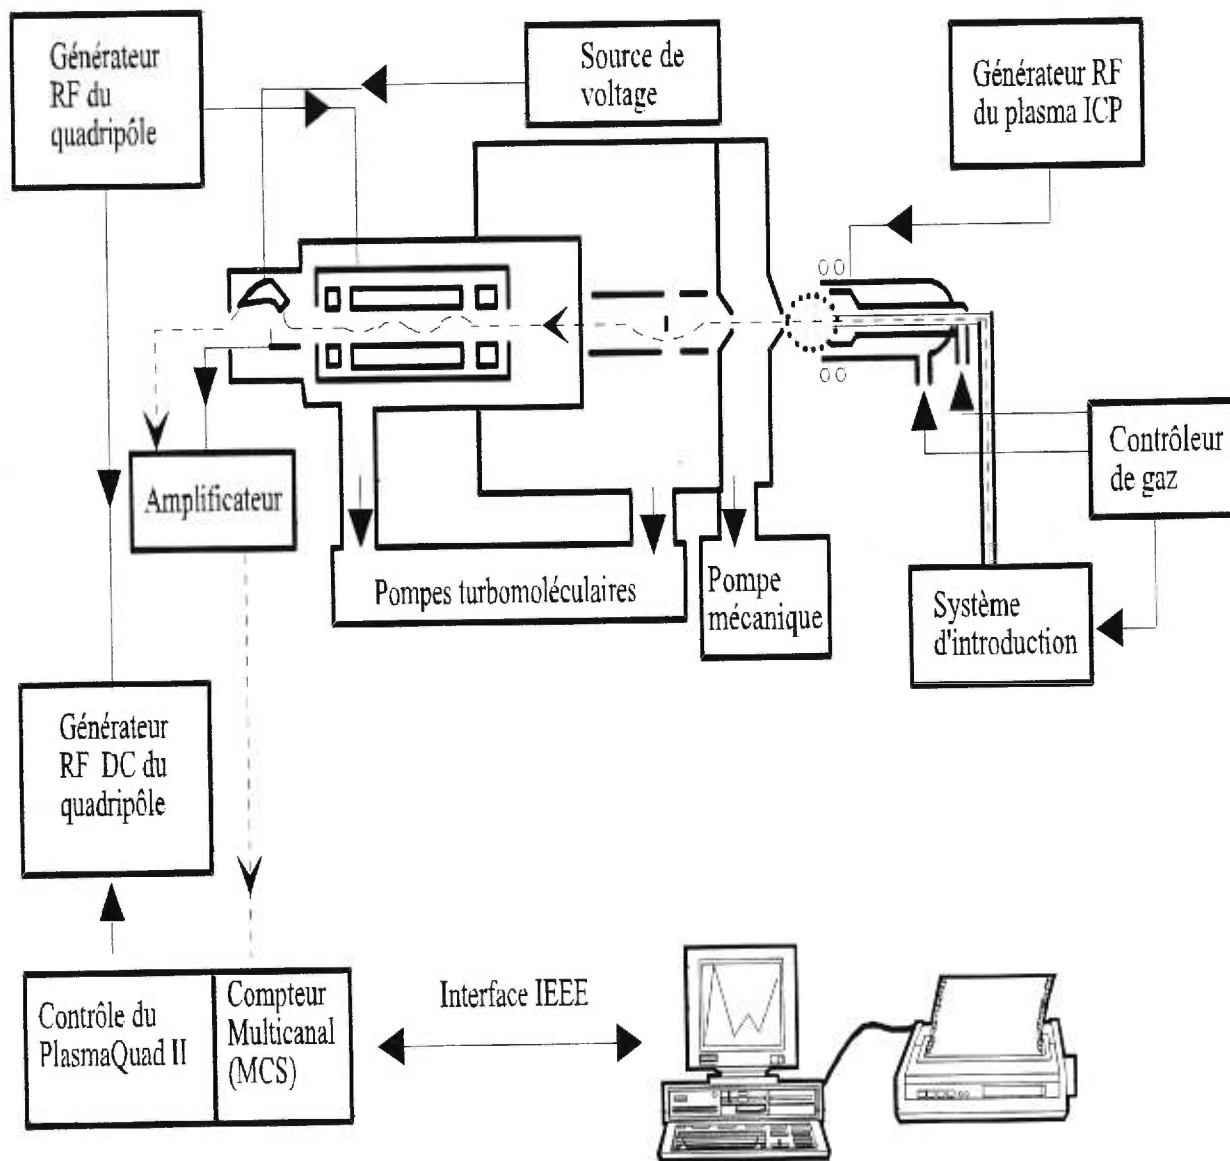 Générateur
RF du
quadripôle
Source de
voltage
Générateur RF
du plasma ICP
Contrôleur
de gaz
Amplificateur
Pompes turbomoléculaires
Pompe
mécanique
Système
d'introduction
Générateur
RF DC du
quadripôle
Contrôle du
PlasmaQuad II
Compteur
Multicanal
(MCS)
Interface IEEE